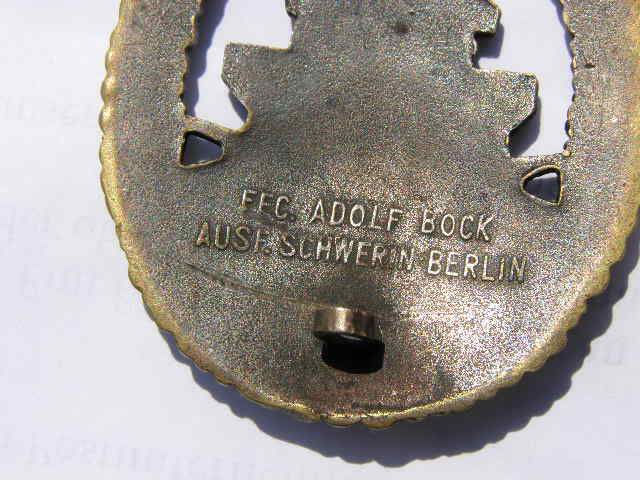 FEC. ADOLF BOCK
AUSF. SCHWERIN BERLIN